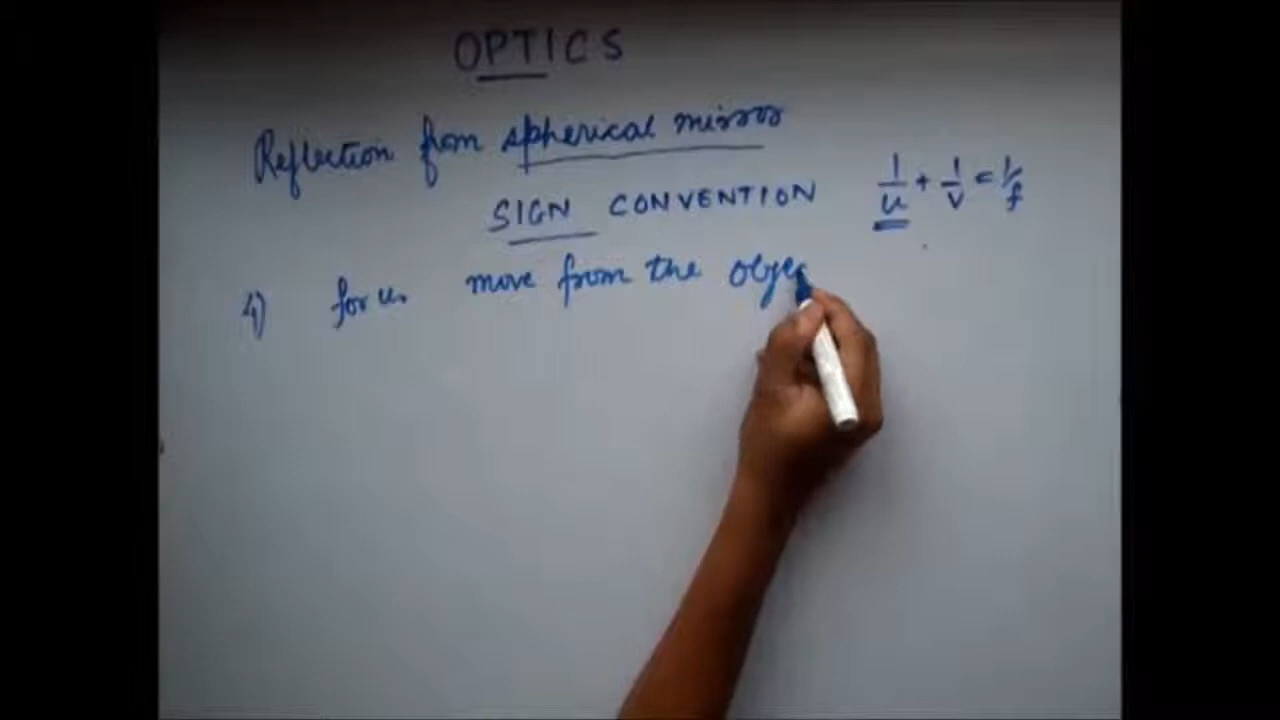 OPTICS
Reflection from spherical mirror
SIGN CONVENTION
1/u + 1/v = 1/f
1) for u. move from the obje